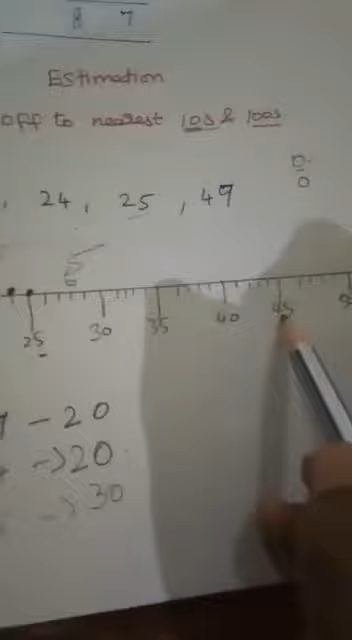 8 7
Estimation
off to nearest 10s & 100s
, 24, 25, 49
25 30 35 40 45
- 20
-> 20
-> 30